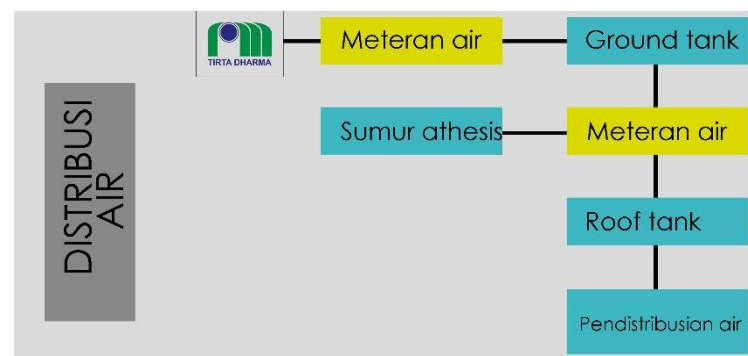 Meteran air
Ground tank
TIRTA DHARMA
Sumur athesis
Meteran air
DISTRIBUSI
AIR
Roof tank
Pendistribusian air